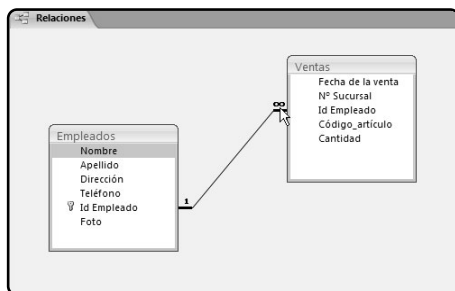 Relaciones
Ventas
Fecha de la venta
Nº Sucursal
Id Empleado
Código_artículo
Cantidad
∞
Empleados
Nombre
Apellido
Dirección
Teléfono
Id Empleado
Foto
1